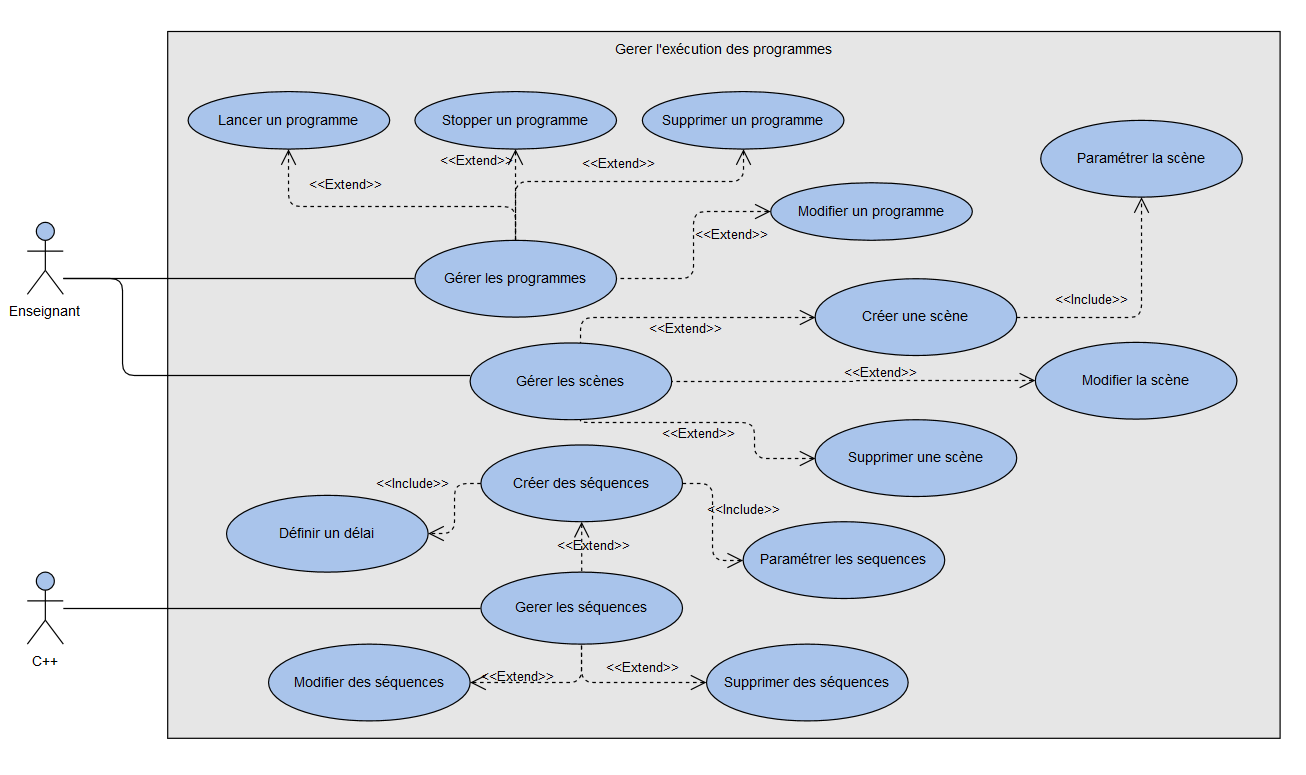 Gerer l'exécution des programmes
Lancer un programme
Stopper un programme
Supprimer un programme
Paramétrer la scène
<<Extend>>
<<Extend>>
<<Extend>>
Modifier un programme
<<Extend>>
Gérer les programmes
Enseignant
<<Include>>
Créer une scène
<<Extend>>
Gérer les scènes
<<Extend>>
Modifier la scène
<<Extend>>
Supprimer une scène
Créer des séquences
<<Include>>
<<Include>>
Définir un délai
<<Extend>>
Paramétrer les sequences
Gerer les séquences
C++
<<Extend>>
<<Extend>>
Modifier des séquences
Supprimer des séquences